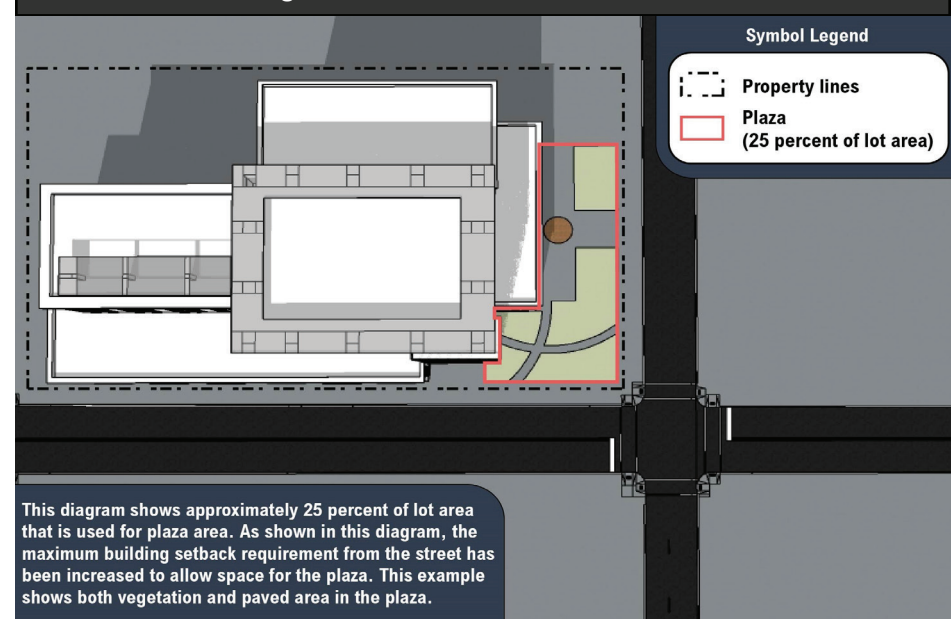 Symbol Legend
Property lines
Plaza
(25 percent of lot area)
This diagram shows approximately 25 percent of lot area
that is used for plaza area. As shown in this diagram, the
maximum building setback requirement from the street has
been increased to allow space for the plaza. This example
shows both vegetation and paved area in the plaza.